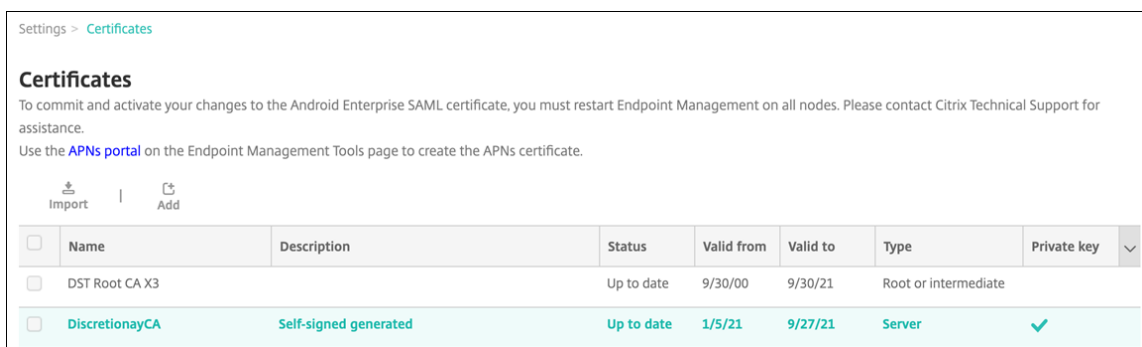 Settings > Certificates
Certificates
To commit and activate your changes to the Android Enterprise SAML certificate, you must restart Endpoint Management on all nodes. Please contact Citrix Technical Support for
assistance.
Use the APNs portal on the Endpoint Management Tools page to create the APNs certificate.
Import | Add
Name Description Status Valid from Valid to Type Private key
DST Root CA X3 Up to date 9/30/00 9/30/21 Root or intermediate
DiscretionayCA Self-signed generated Up to date 1/5/21 9/27/21 Server